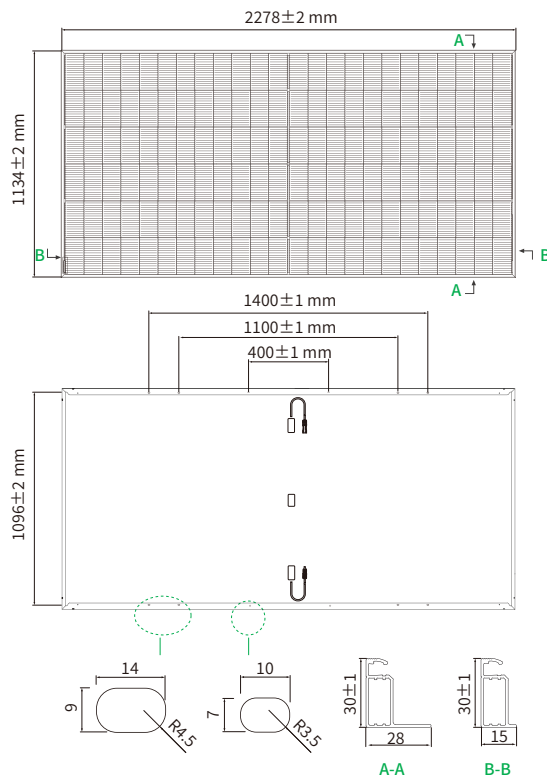 2278±2 mm
A
1134±2 mm
B
B
A
1400±1 mm
1100±1 mm
400±1 mm
1096±2 mm
14
9
R4.5
10
7
R3.5
30±1
28
A-A
30±1
15
B-B